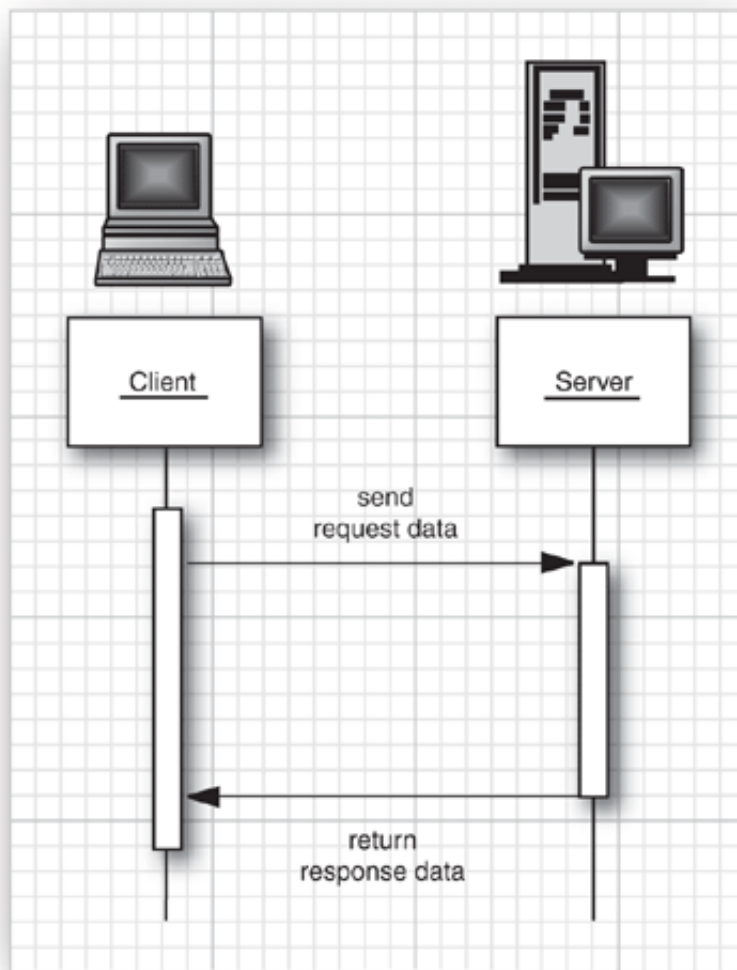 Client
Server
send
request data
return
response data